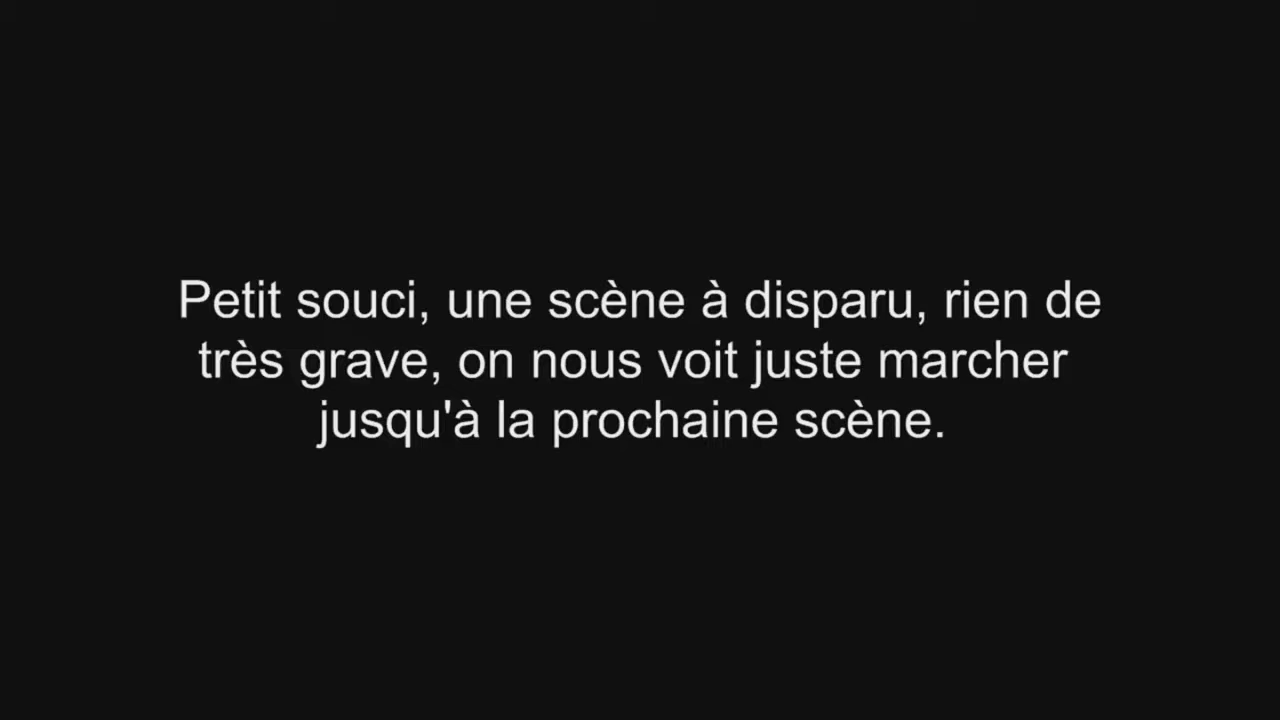 Petit souci, une scène à disparu, rien de
très grave, on nous voit juste marcher
jusqu'à la prochaine scène.